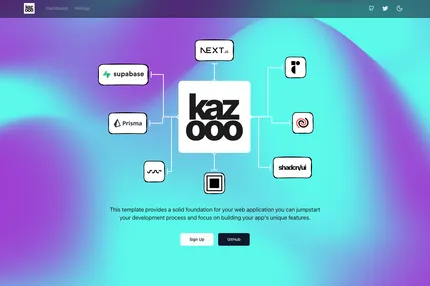 kaz
ooo
Dashboard
Settings
NEXT.JS
supabase
Prisma
kaz
ooo
shadcn/ui
This template provides a solid foundation for your web application you can jumpstart
your development process and focus on building your app's unique features.
Sign Up
GitHub